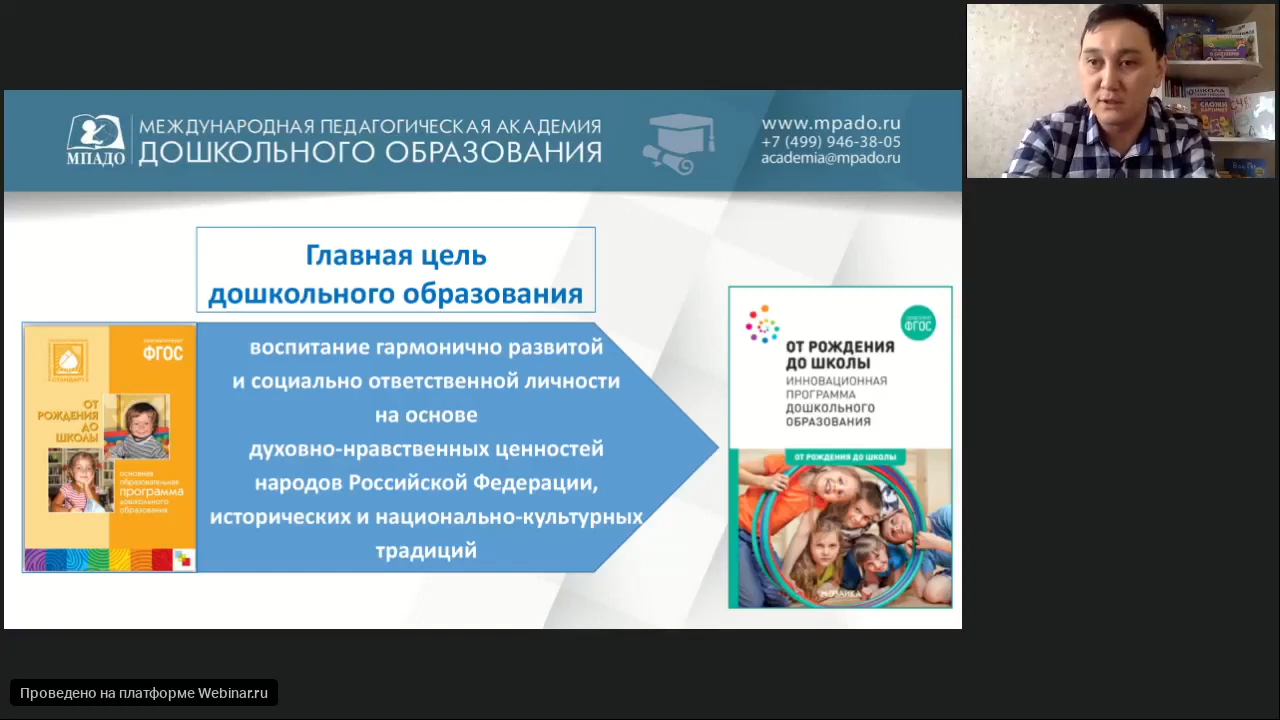 МПАДО
МЕЖДУНАРОДНАЯ ПЕДАГОГИЧЕСКАЯ АКАДЕМИЯ
ДОШКОЛЬНОГО ОБРАЗОВАНИЯ
www.mpado.ru
+7 (499) 946-38-05
academia@mpado.ru
Главная цель
дошкольного образования
ФГОС
СТАНДАРТ
ОТ
РОЖДЕНИЯ
ДО
ШКОЛЫ
основная
образовательная
программа
дошкольного
образования
воспитание гармонично развитой
и социально ответственной личности
на основе
духовно-нравственных ценностей
народов Российской Федерации,
исторических и национально-культурных
традиций
ФГОС
ОТ РОЖДЕНИЯ
ДО ШКОЛЫ
ИННОВАЦИОННАЯ
ПРОГРАММА
ДОШКОЛЬНОГО
ОБРАЗОВАНИЯ
ОТ РОЖДЕНИЯ ДО ШКОЛЫ
МОЗАИКА
ШКОЛА
Проведено на платформе Webinar.ru